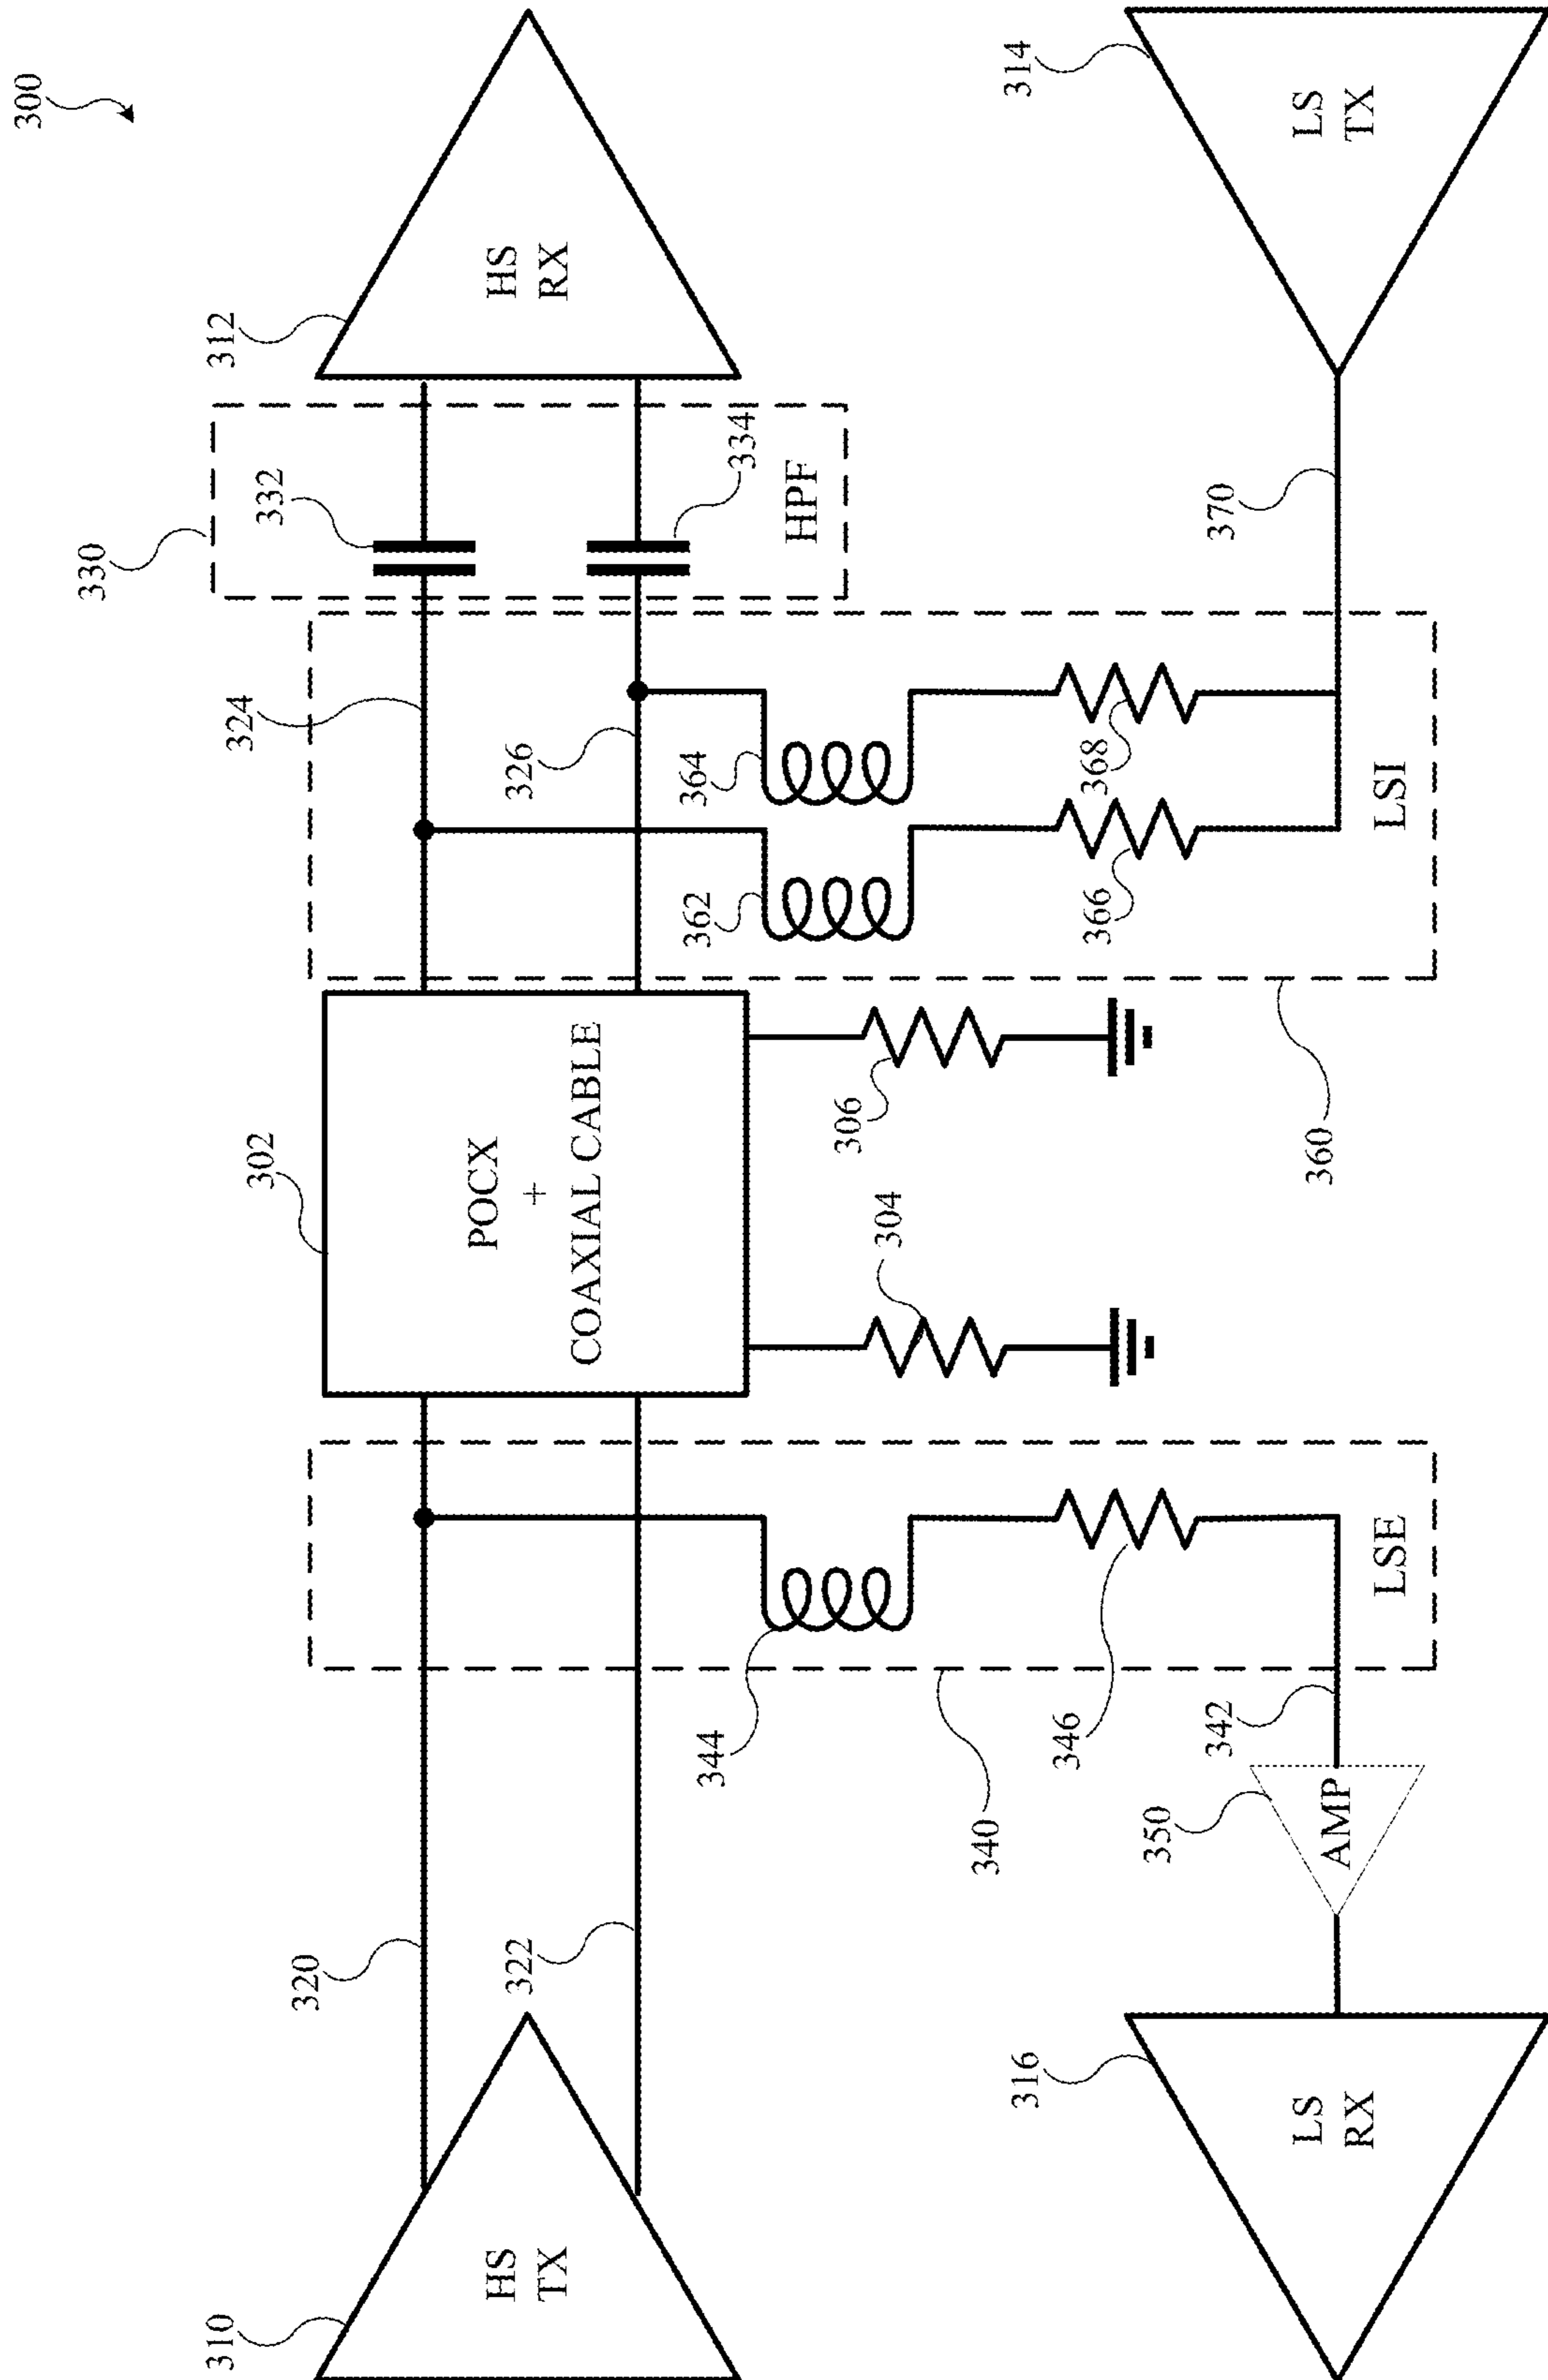 300
310
HS
TX
320
322
302
POCX
+
COAXIAL CABLE
304
306
324
326
330
332
334
HPF
312
HS
RX
340
344
346
LSE
342
350
AMP
316
LS
RX
360
362
364
366
368
LSI
370
314
LS
TX